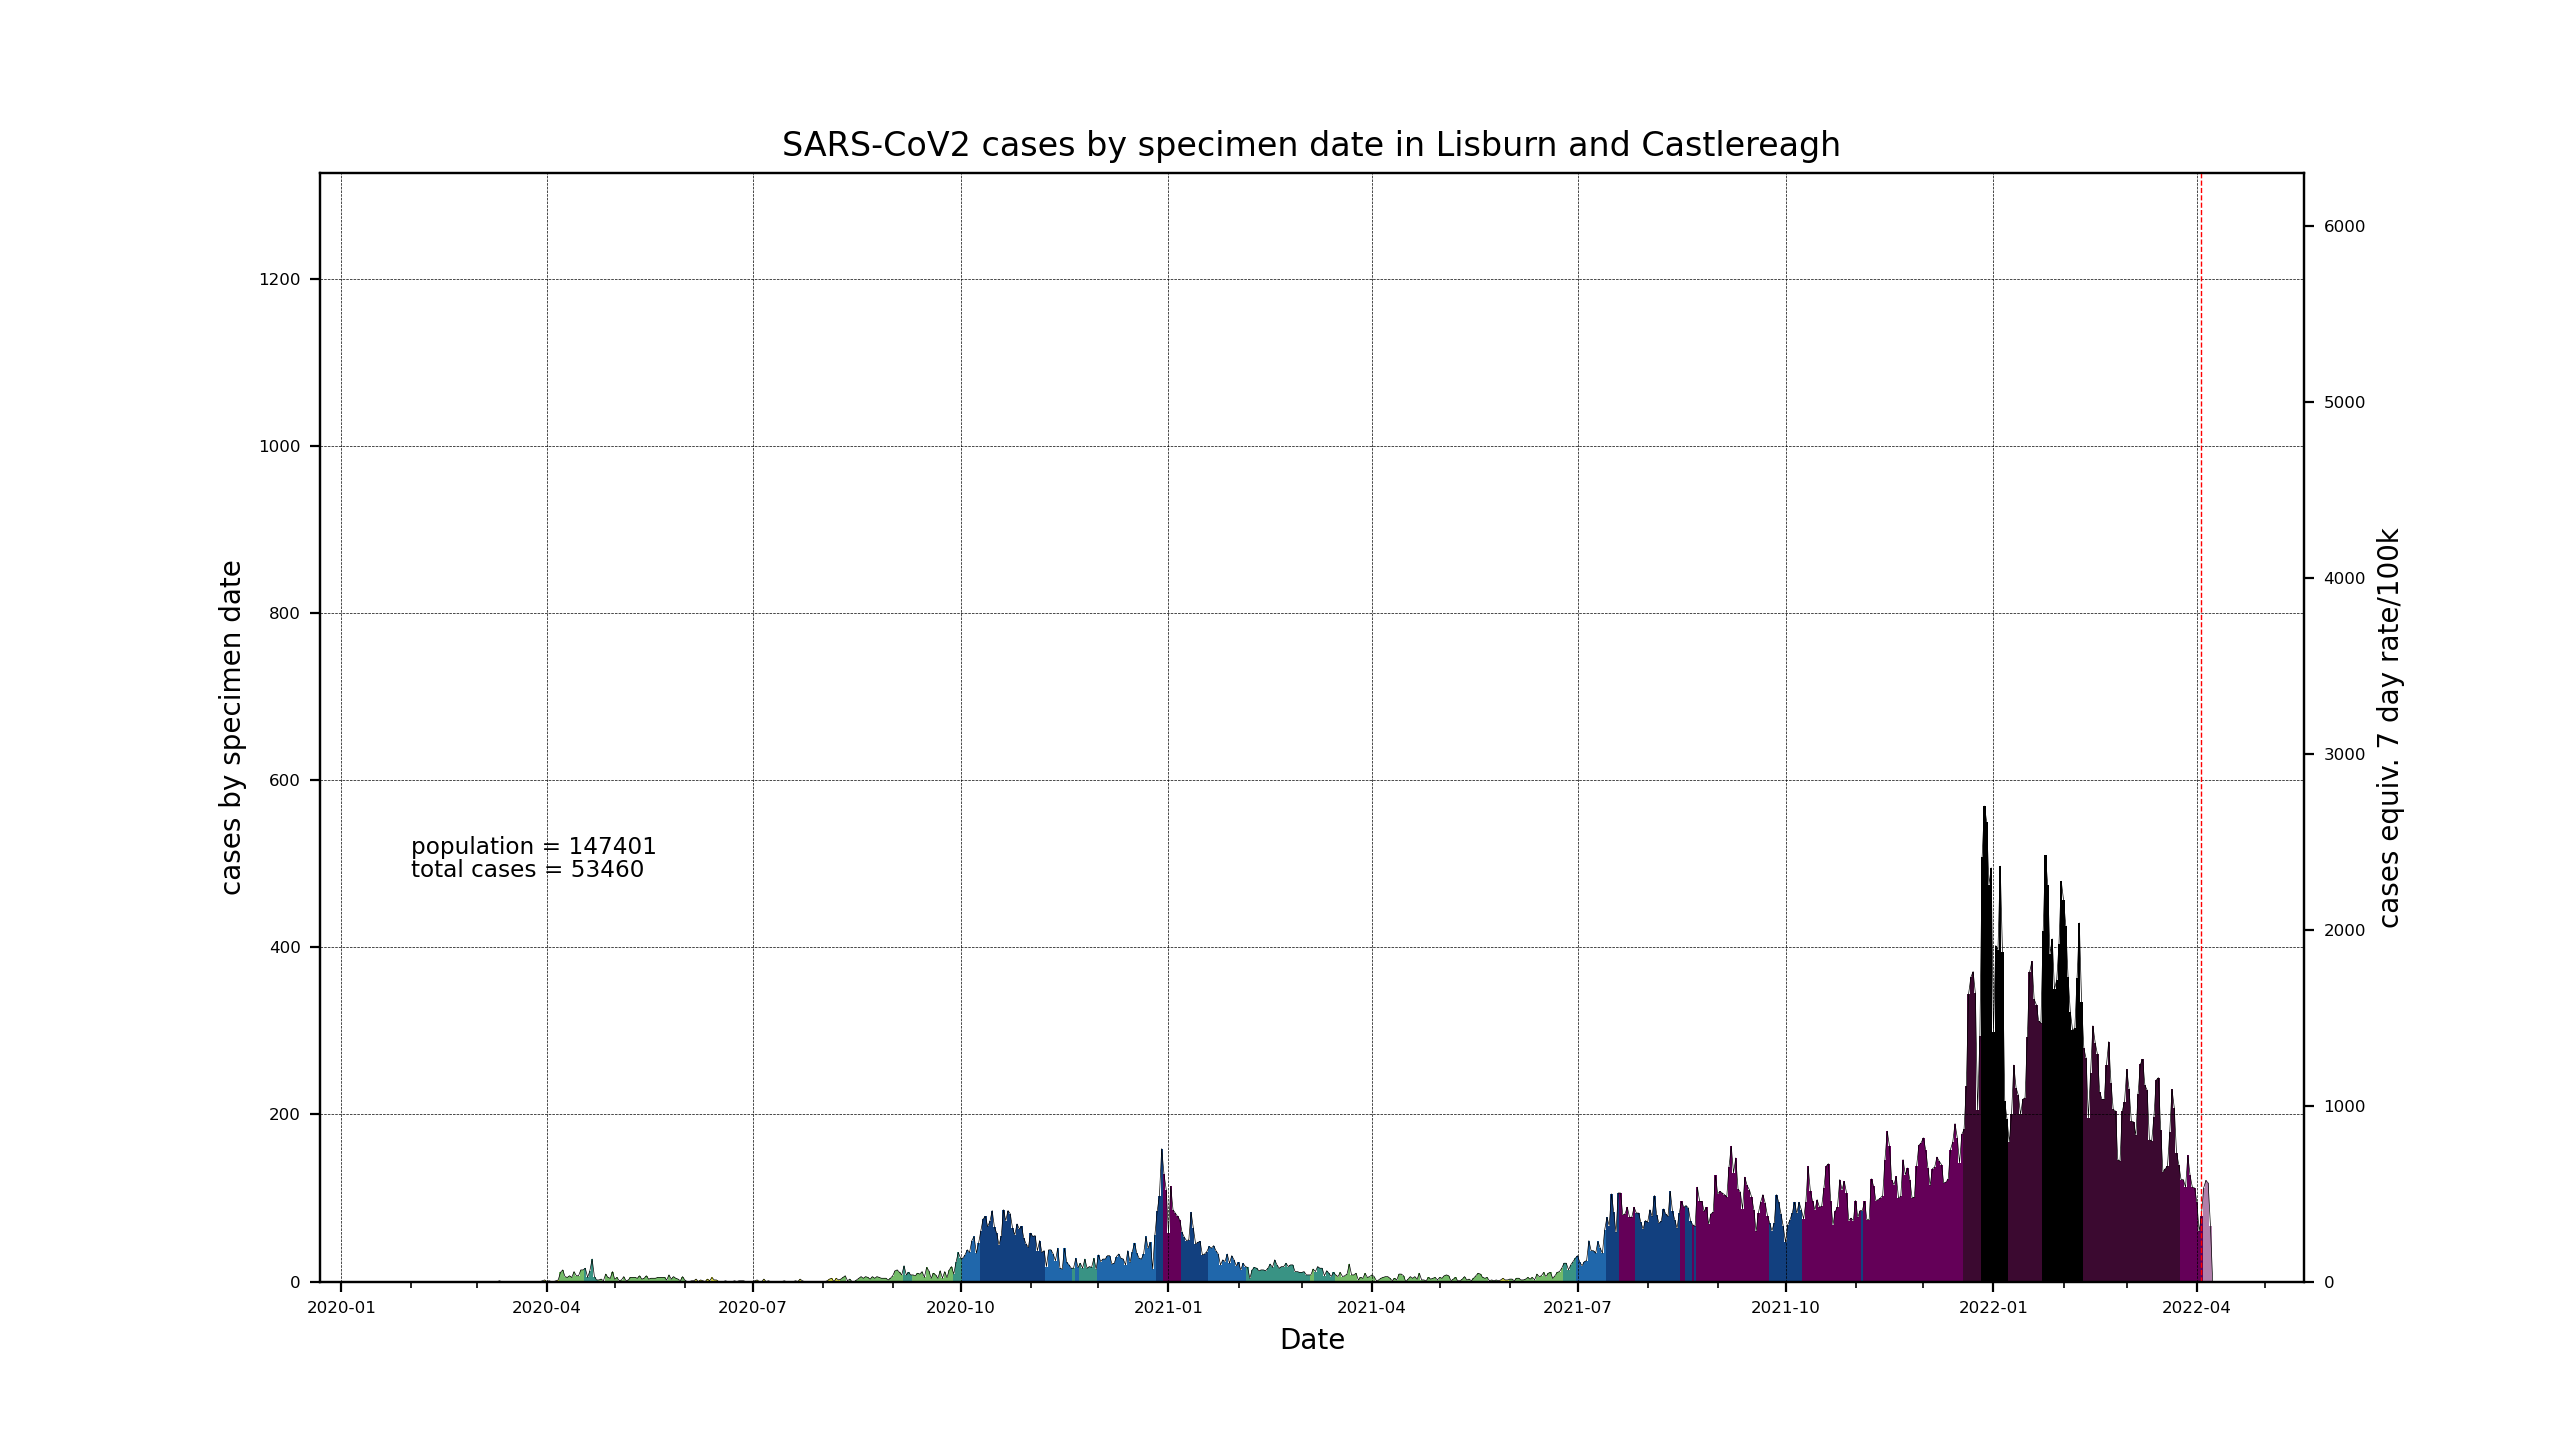 SARS-CoV2 cases by specimen date in Lisburn and Castlereagh
cases by specimen date
1200
1000
800
600
400
200
0
population = 147401
total cases = 53460
6000
5000
4000
3000
2000
1000
0
cases equiv. 7 day rate/100k
2020-01 2020-04 2020-07 2020-10 2021-01 2021-04 2021-07 2021-10 2022-01 2022-04
Date